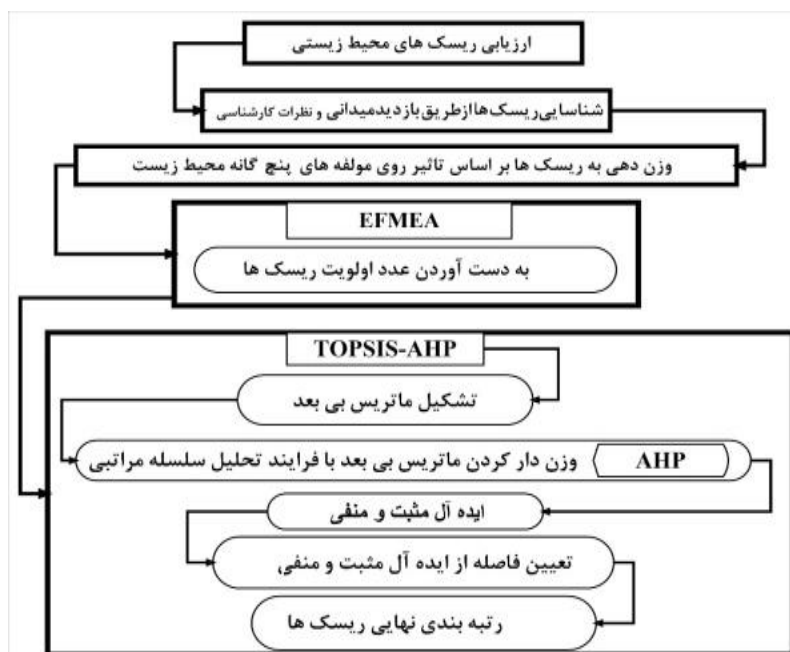 ارزیابی ریسک های محیط زیستی
شناسایی ریسک ها از طریق بازدید میدانی و نظرات کارشناسی
وزن دهی به ریسک ها بر اساس تاثیر روی مولفه های پنج گانه محیط زیست
EFMEA
به دست آوردن عدد اولویت ریسک ها
TOPSIS-AHP
تشکیل ماتریس بی بعد
AHP وزن دار کردن ماتریس بی بعد با فرایند تحلیل سلسله مراتبی
ایده آل مثبت و منفی
تعیین فاصله از ایده آل مثبت و منفی
رتبه بندی نهایی ریسک ها